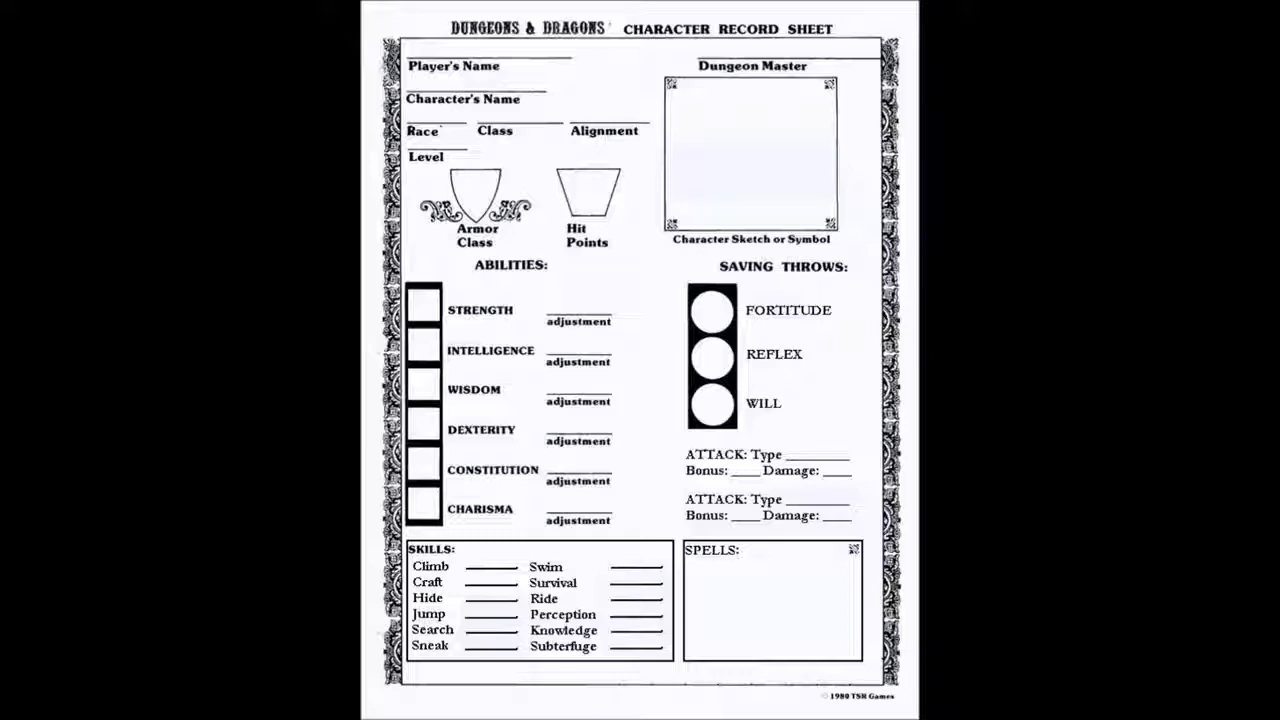 DUNGEONS & DRAGONS CHARACTER RECORD SHEET
Player's Name
Dungeon Master
Character's Name
Race Class Alignment
Level
Armor Class
Hit Points
Character Sketch or Symbol
ABILITIES:
STRENGTH
adjustment
INTELLIGENCE
adjustment
WISDOM
adjustment
DEXTERITY
adjustment
CONSTITUTION
adjustment
CHARISMA
adjustment
SAVING THROWS:
FORTITUDE
REFLEX
WILL
ATTACK: Type
Bonus: Damage:
ATTACK: Type
Bonus: Damage:
SKILLS:
Climb Swim
Craft Survival
Hide Ride
Jump Perception
Search Knowledge
Sneak Subterfuge
SPELLS:
© 1980 TSR Games